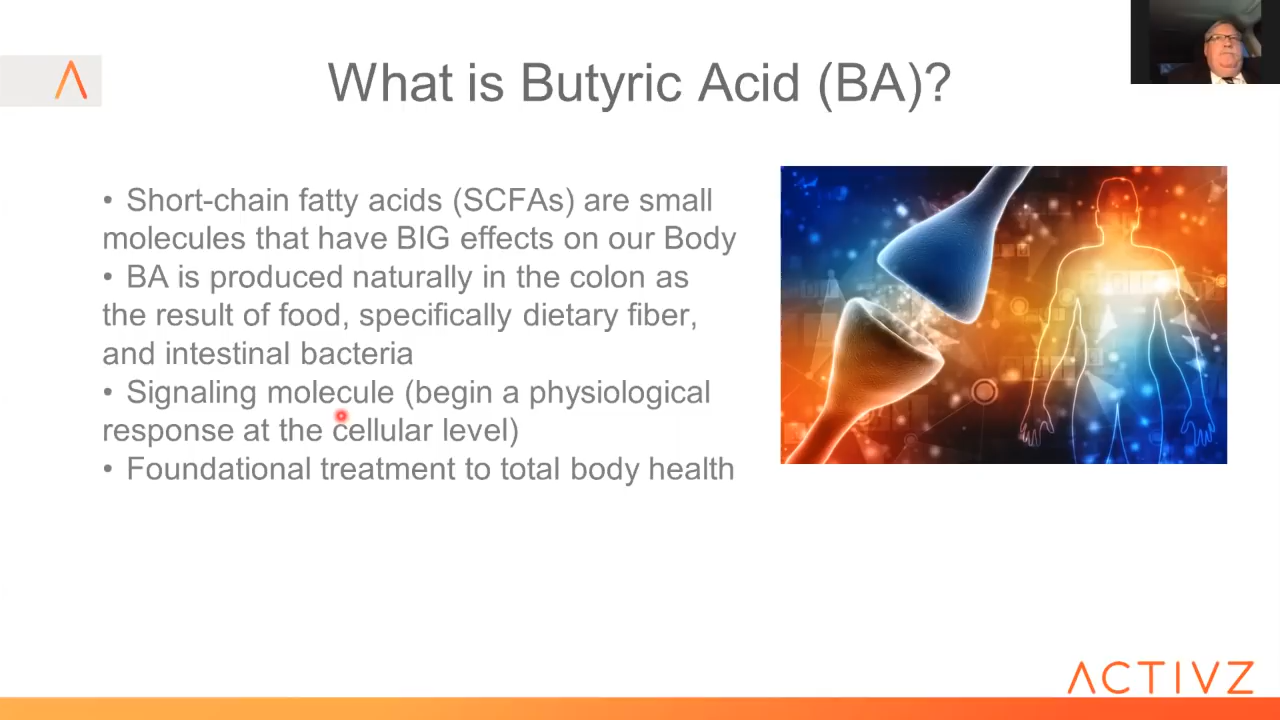 What is Butyric Acid (BA)?
• Short-chain fatty acids (SCFAs) are small
molecules that have BIG effects on our Body
• BA is produced naturally in the colon as
the result of food, specifically dietary fiber,
and intestinal bacteria
• Signaling molecule (begin a physiological
response at the cellular level)
• Foundational treatment to total body health
ACTIVZ